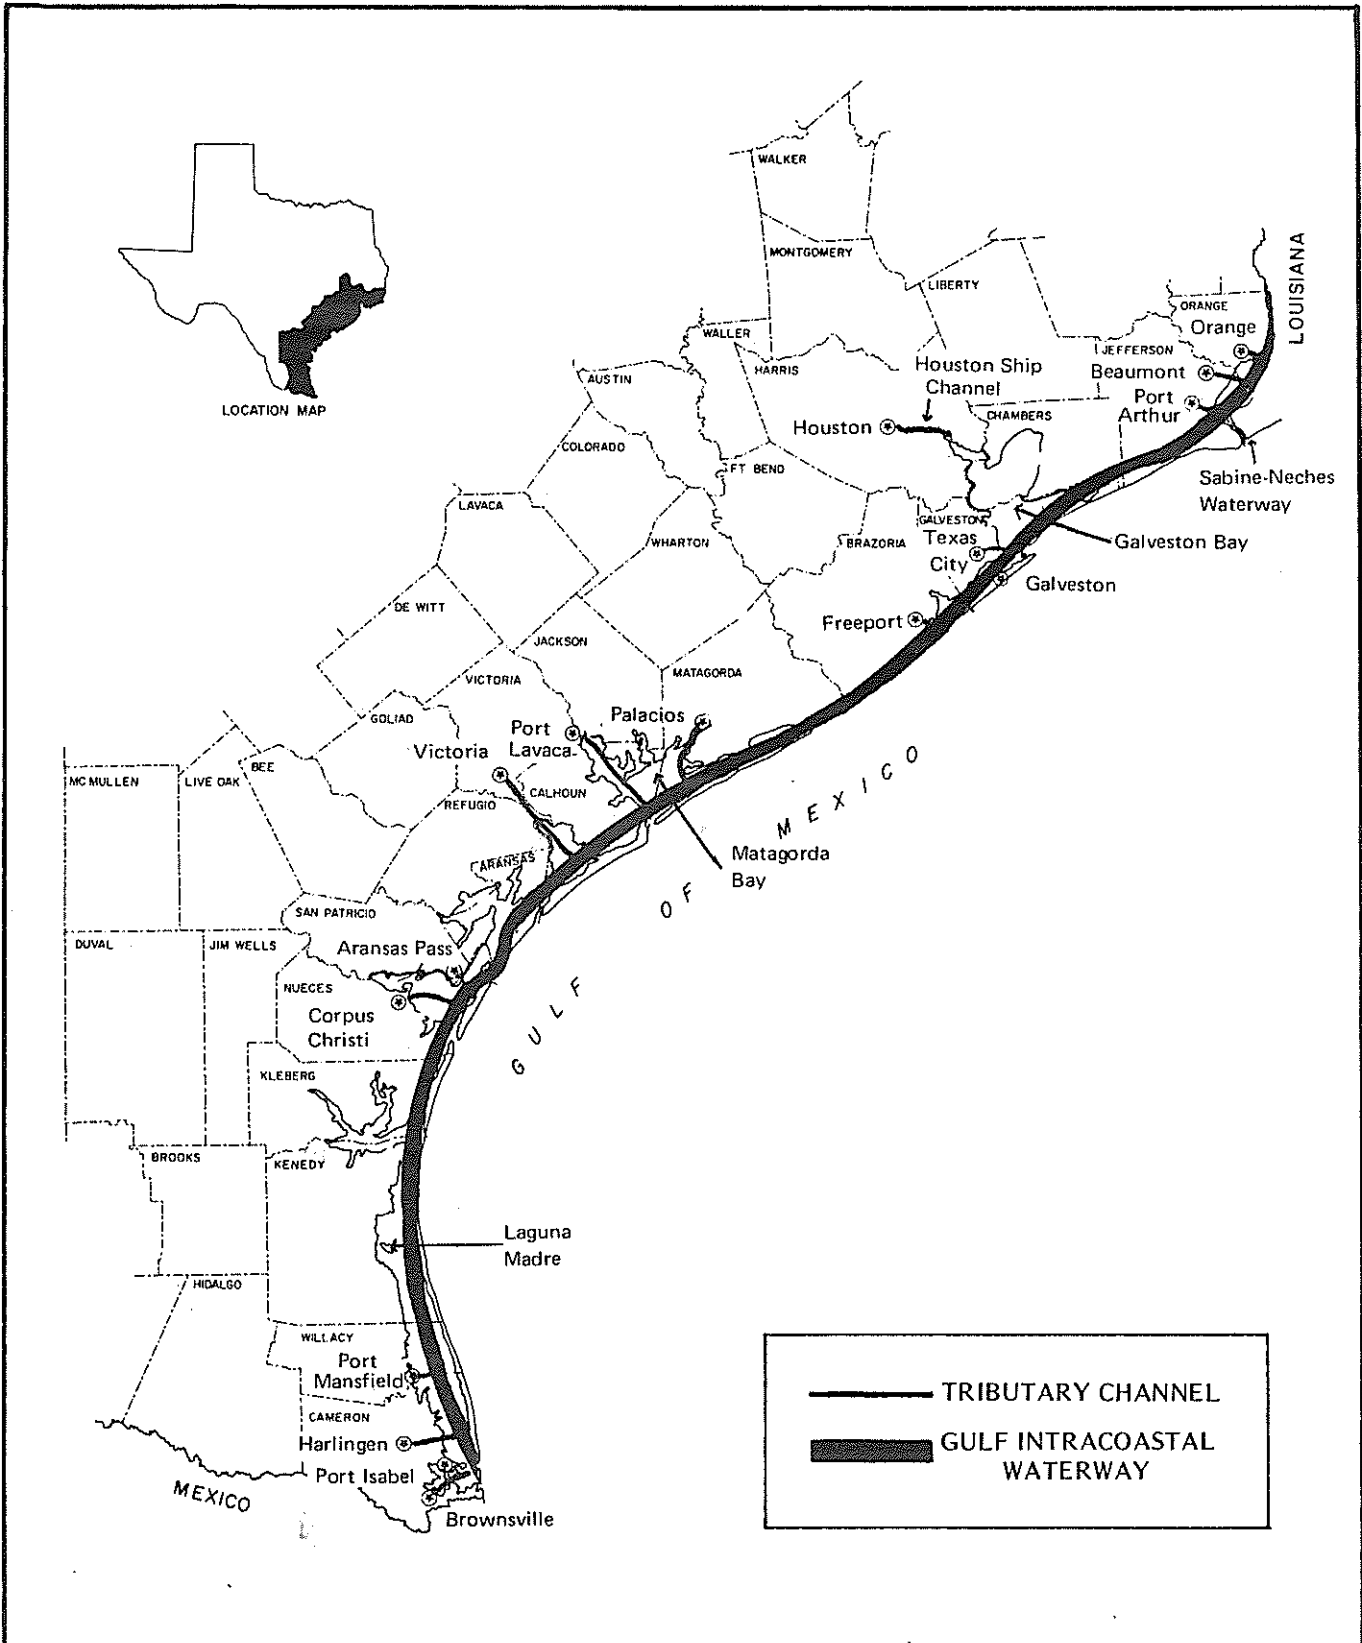 WALKER
MONTGOMERY
LIBERTY
LOUISIANA
ORANGE
Orange
WALLER
HARRIS
JEFFERSON
Beaumont
Port
Arthur
Houston Ship
Channel
CHAMBERS
Houston
AUSTIN
LOCATION MAP
COLORADO
FT BEND
Sabine-Neches
Waterway
LAVACA
WHARTON
BRAZORIA
GALVESTON
Texas
City
Galveston Bay
Galveston
DE WITT
Freeport
JACKSON
VICTORIA
MATAGORDA
GOLIAD
Port
Lavaca
Palacios
Victoria
BEE
MC MULLEN
LIVE OAK
REFUGIO
CALHOUN
ARANSAS
Matagorda
Bay
GULF OF MEXICO
SAN PATRICIO
DUVAL
JIM WELLS
Aransas Pass
NUECES
Corpus
Christi
KLEBERG
BROOKS
KENEDY
Laguna
Madre
HIDALGO
WILLACY
Port
Mansfield
CAMERON
Harlingen
Port Isabel
MEXICO
Brownsville
TRIBUTARY CHANNEL
GULF INTRACOASTAL
WATERWAY